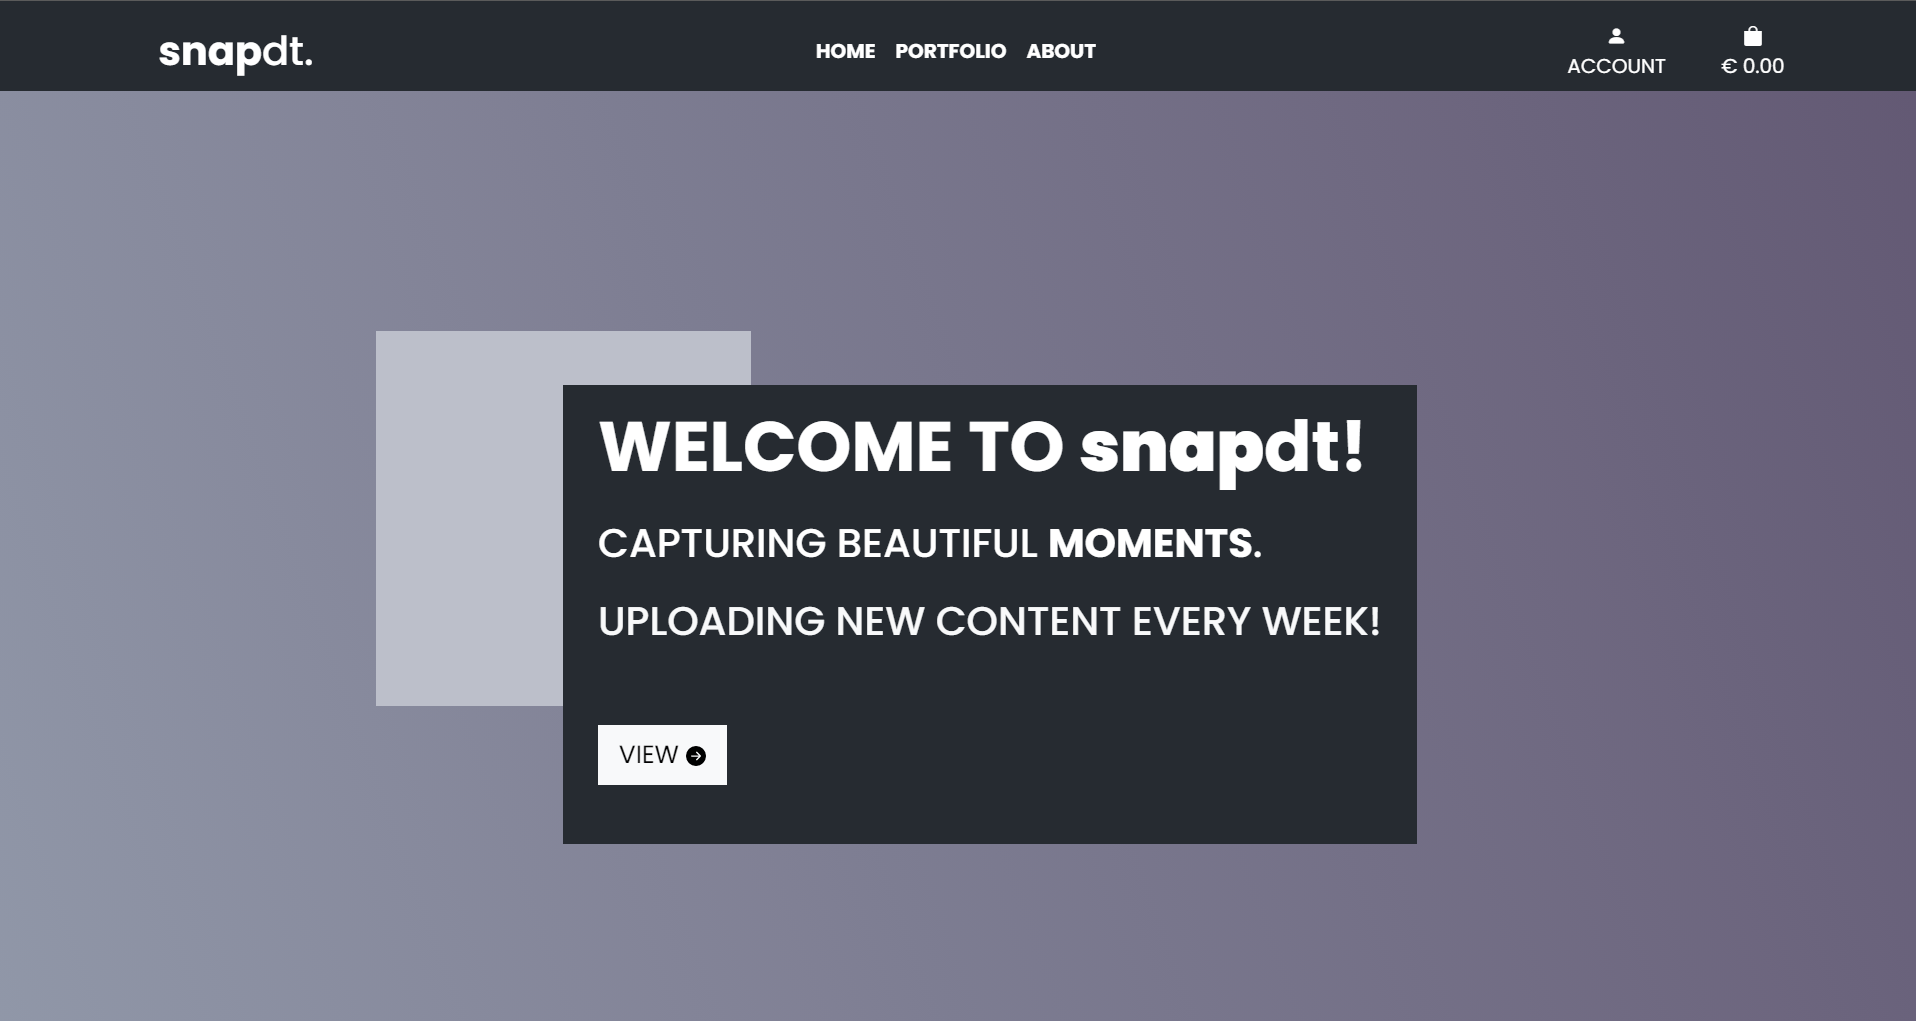 snapdt.
HOME PORTFOLIO ABOUT
ACCOUNT
€ 0.00
WELCOME TO snapdt!
CAPTURING BEAUTIFUL MOMENTS.
UPLOADING NEW CONTENT EVERY WEEK!
VIEW